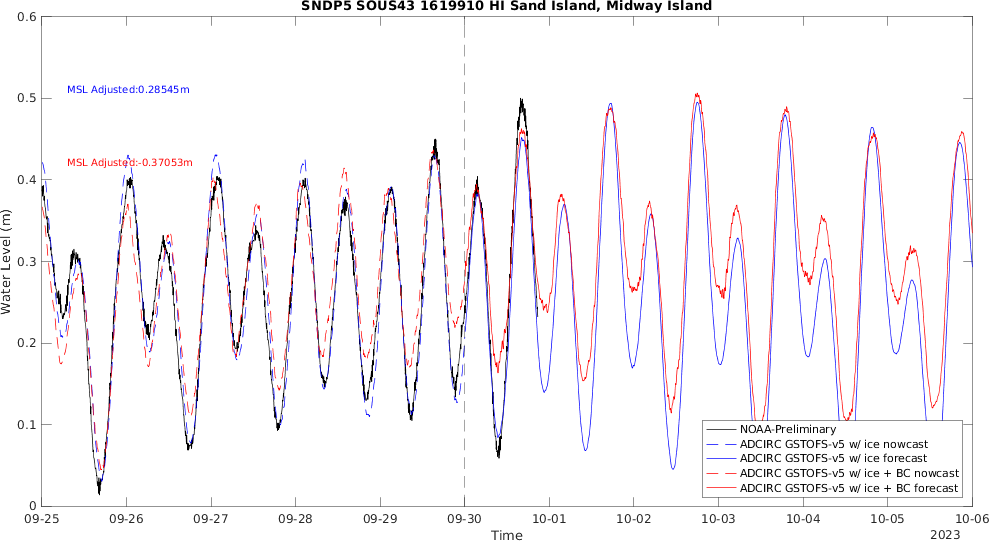 SNDP5 SOUS43 1619910 HI Sand Island, Midway Island
0.6
0.5
0.4
0.3
0.2
0.1
0
Water Level (m)
MSL Adjusted:0.28545m
MSL Adjusted:-0.37053m
NOAA-Preliminary
ADCIRC GSTOFS-v5 w/ ice nowcast
ADCIRC GSTOFS-v5 w/ ice forecast
ADCIRC GSTOFS-v5 w/ ice + BC nowcast
ADCIRC GSTOFS-v5 w/ ice + BC forecast
09-25 09-26 09-27 09-28 09-29 09-30 10-01 10-02 10-03 10-04 10-05 10-06
Time
2023